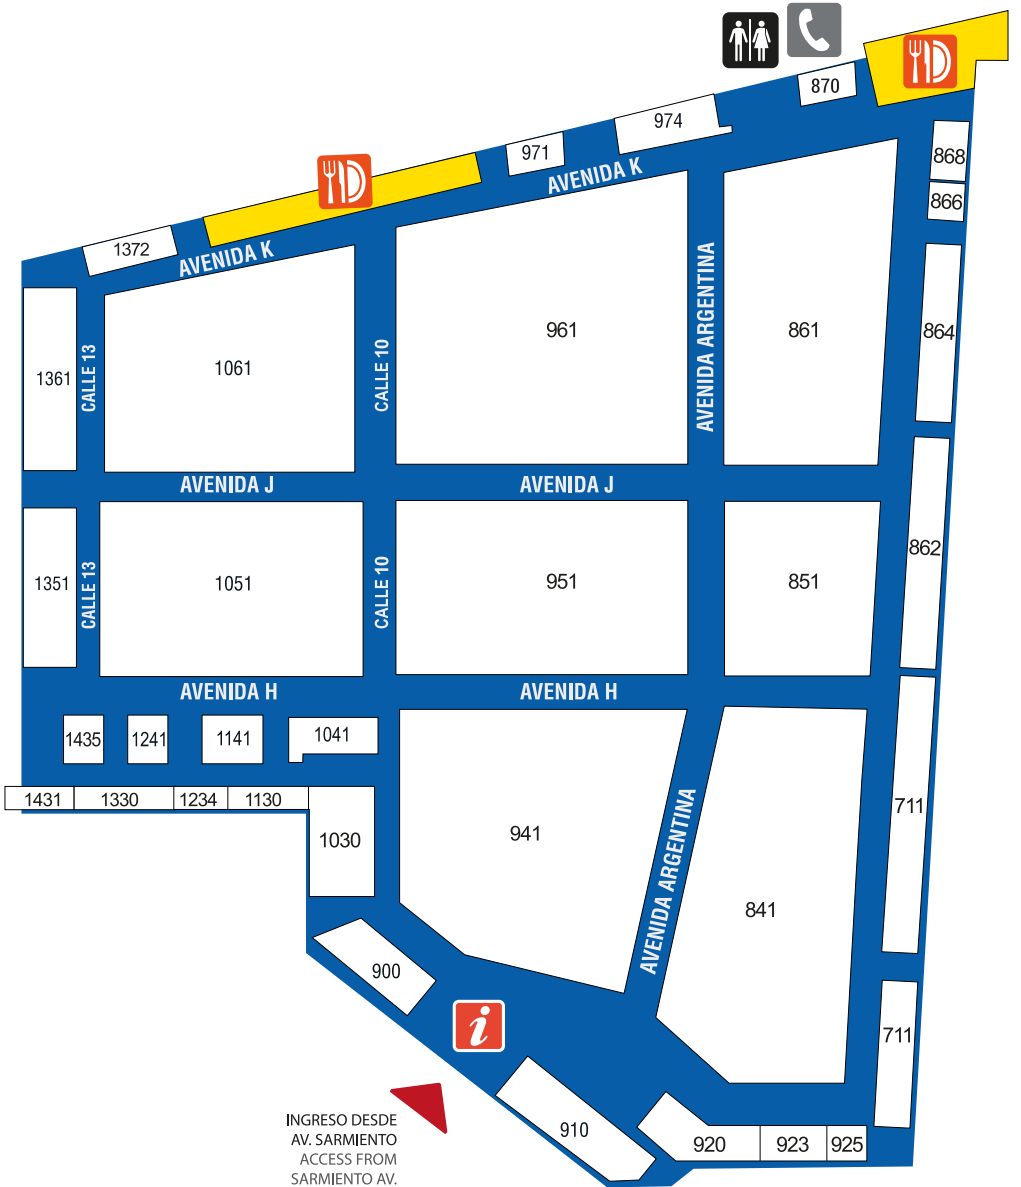 870
974
971
868
866
AVENIDA K
1372
AVENIDA K
AVENIDA ARGENTINA
961
861
864
1361
CALLE 13
1061
CALLE 10
AVENIDA J
AVENIDA J
862
1351
CALLE 13
1051
CALLE 10
951
851
AVENIDA H
AVENIDA H
1435
1241
1141
1041
1431
1330
1234
1130
1030
941
AVENIDA ARGENTINA
841
711
900
i
711
INGRESO DESDE
AV. SARMIENTO
ACCESS FROM
SARMIENTO AV.
910
920
923
925